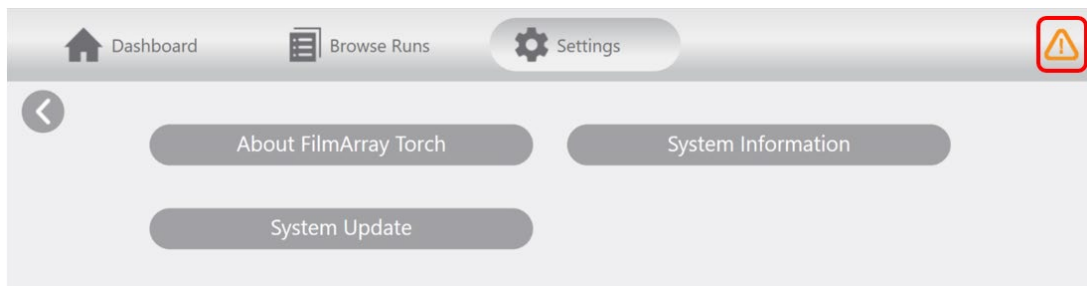 Dashboard Browse Runs Settings
About FilmArray Torch System Information
System Update